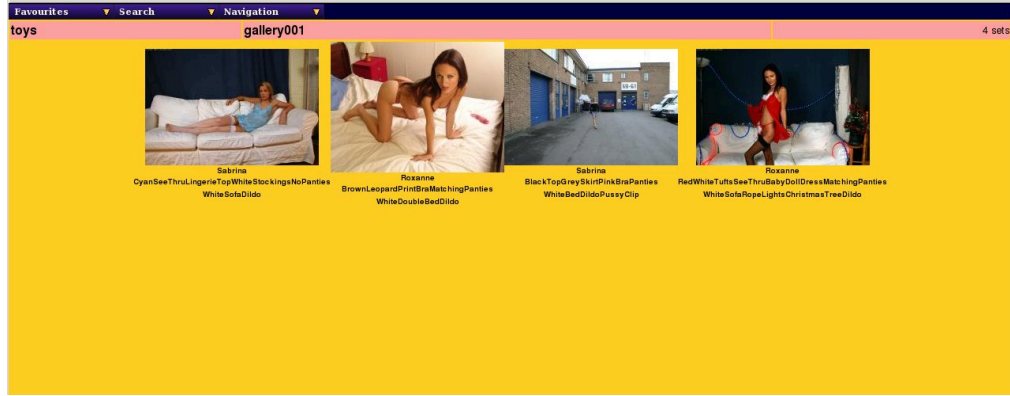 Favourites ▼ Search ▼ Navigation ▼
toys gallery001 4 sets
Sabrina
CyanSeeThruLingerieTopWhiteStockingsNoPanties
WhiteSofaDildo
Roxanne
BrownLeopardPrintBraMatchingPanties
WhiteDoubleBedDildo
Sabrina
BlackTopGreySkirtPinkBraPanties
WhiteBedDildoPussyClip
Roxanne
RedWhiteTuftsSeeThruBabyDollDressMatchingPanties
WhiteSofaRopeLightsChristmasTreeDildo